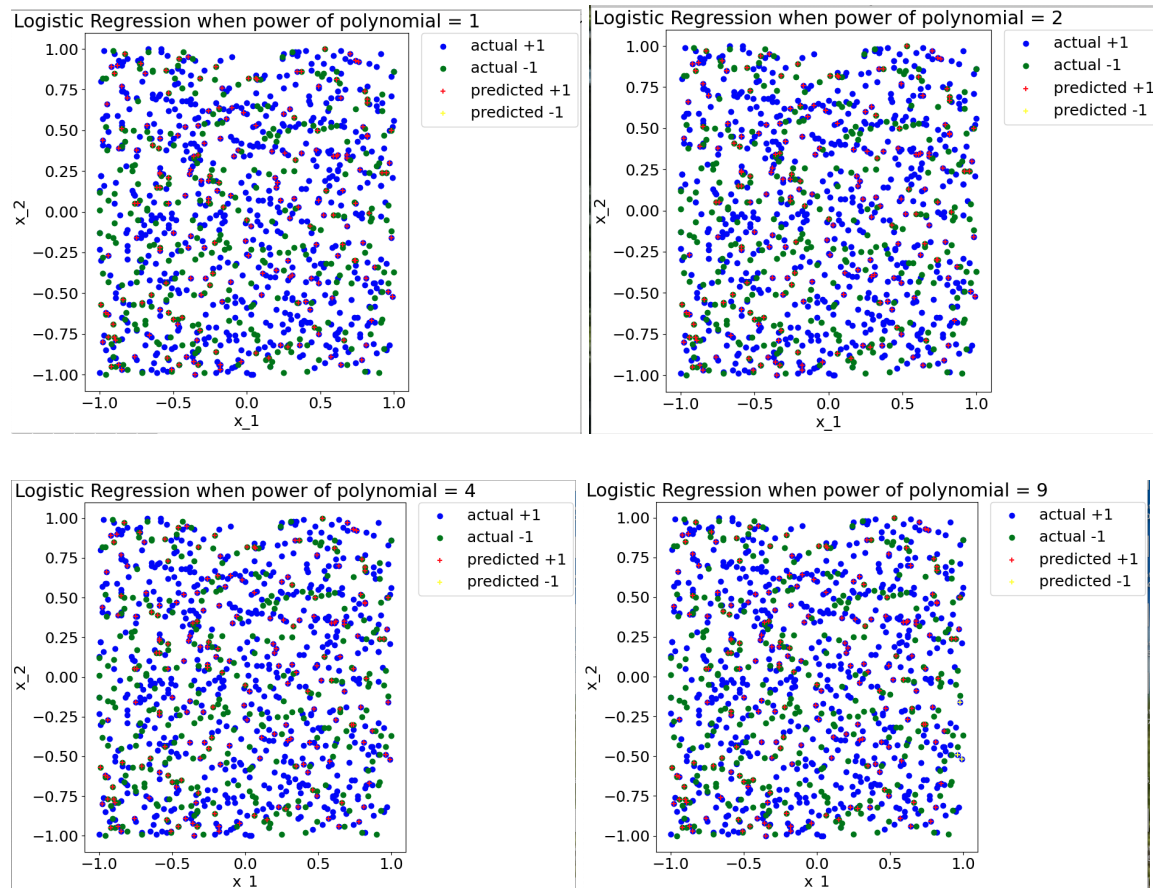 Logistic Regression when power of polynomial = 1
1.00
0.75
0.50
0.25
0.00
−0.25
−0.50
−0.75
−1.00
x_2
−1.0 −0.5 0.0 0.5 1.0
x_1
actual +1
actual -1
predicted +1
predicted -1
Logistic Regression when power of polynomial = 2
1.00
0.75
0.50
0.25
0.00
−0.25
−0.50
−0.75
−1.00
x_2
−1.0 −0.5 0.0 0.5 1.0
x_1
actual +1
actual -1
predicted +1
predicted -1
Logistic Regression when power of polynomial = 4
1.00
0.75
0.50
0.25
0.00
−0.25
−0.50
−0.75
−1.00
x_2
−1.0 −0.5 0.0 0.5 1.0
x_1
actual +1
actual -1
predicted +1
predicted -1
Logistic Regression when power of polynomial = 9
1.00
0.75
0.50
0.25
0.00
−0.25
−0.50
−0.75
−1.00
x_2
−1.0 −0.5 0.0 0.5 1.0
x_1
actual +1
actual -1
predicted +1
predicted -1